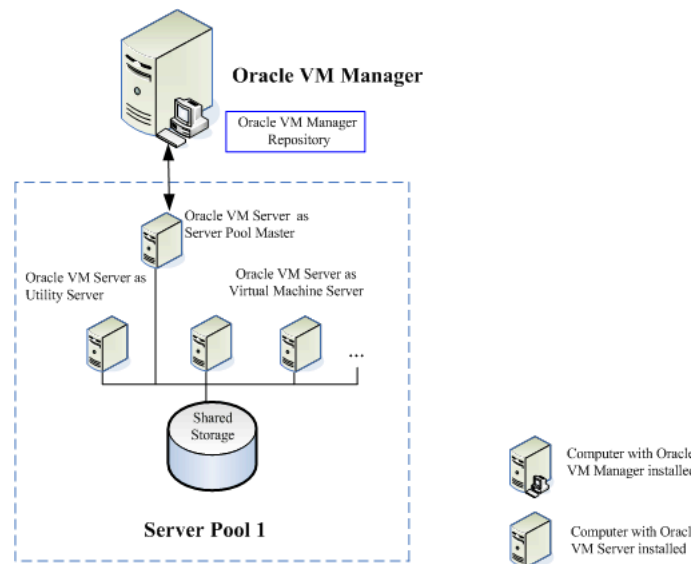 Oracle VM Manager
Oracle VM Manager
Repository
Oracle VM Server as
Server Pool Master
Oracle VM Server as
Utility Server
Oracle VM Server as
Virtual Machine Server
...
Shared
Storage
Server Pool 1
Computer with Oracle
VM Manager installed
Computer with Oracl
VM Server installed